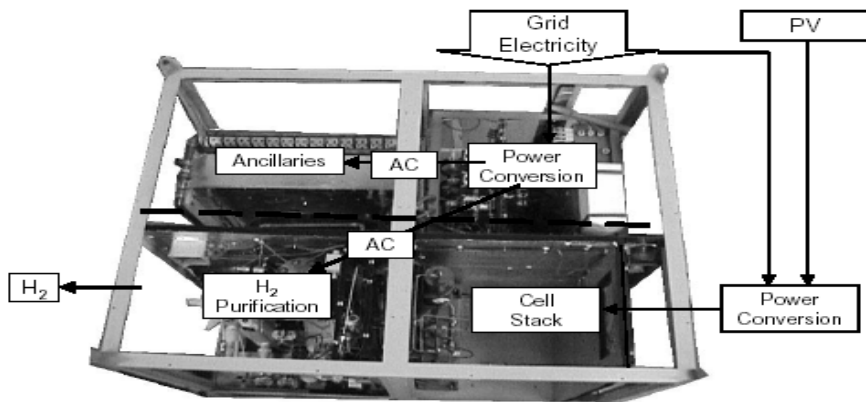 Grid
Electricity
PV
Ancillaries
AC
Power
Conversion
AC
H₂
H₂
Purification
Cell
Stack
Power
Conversion